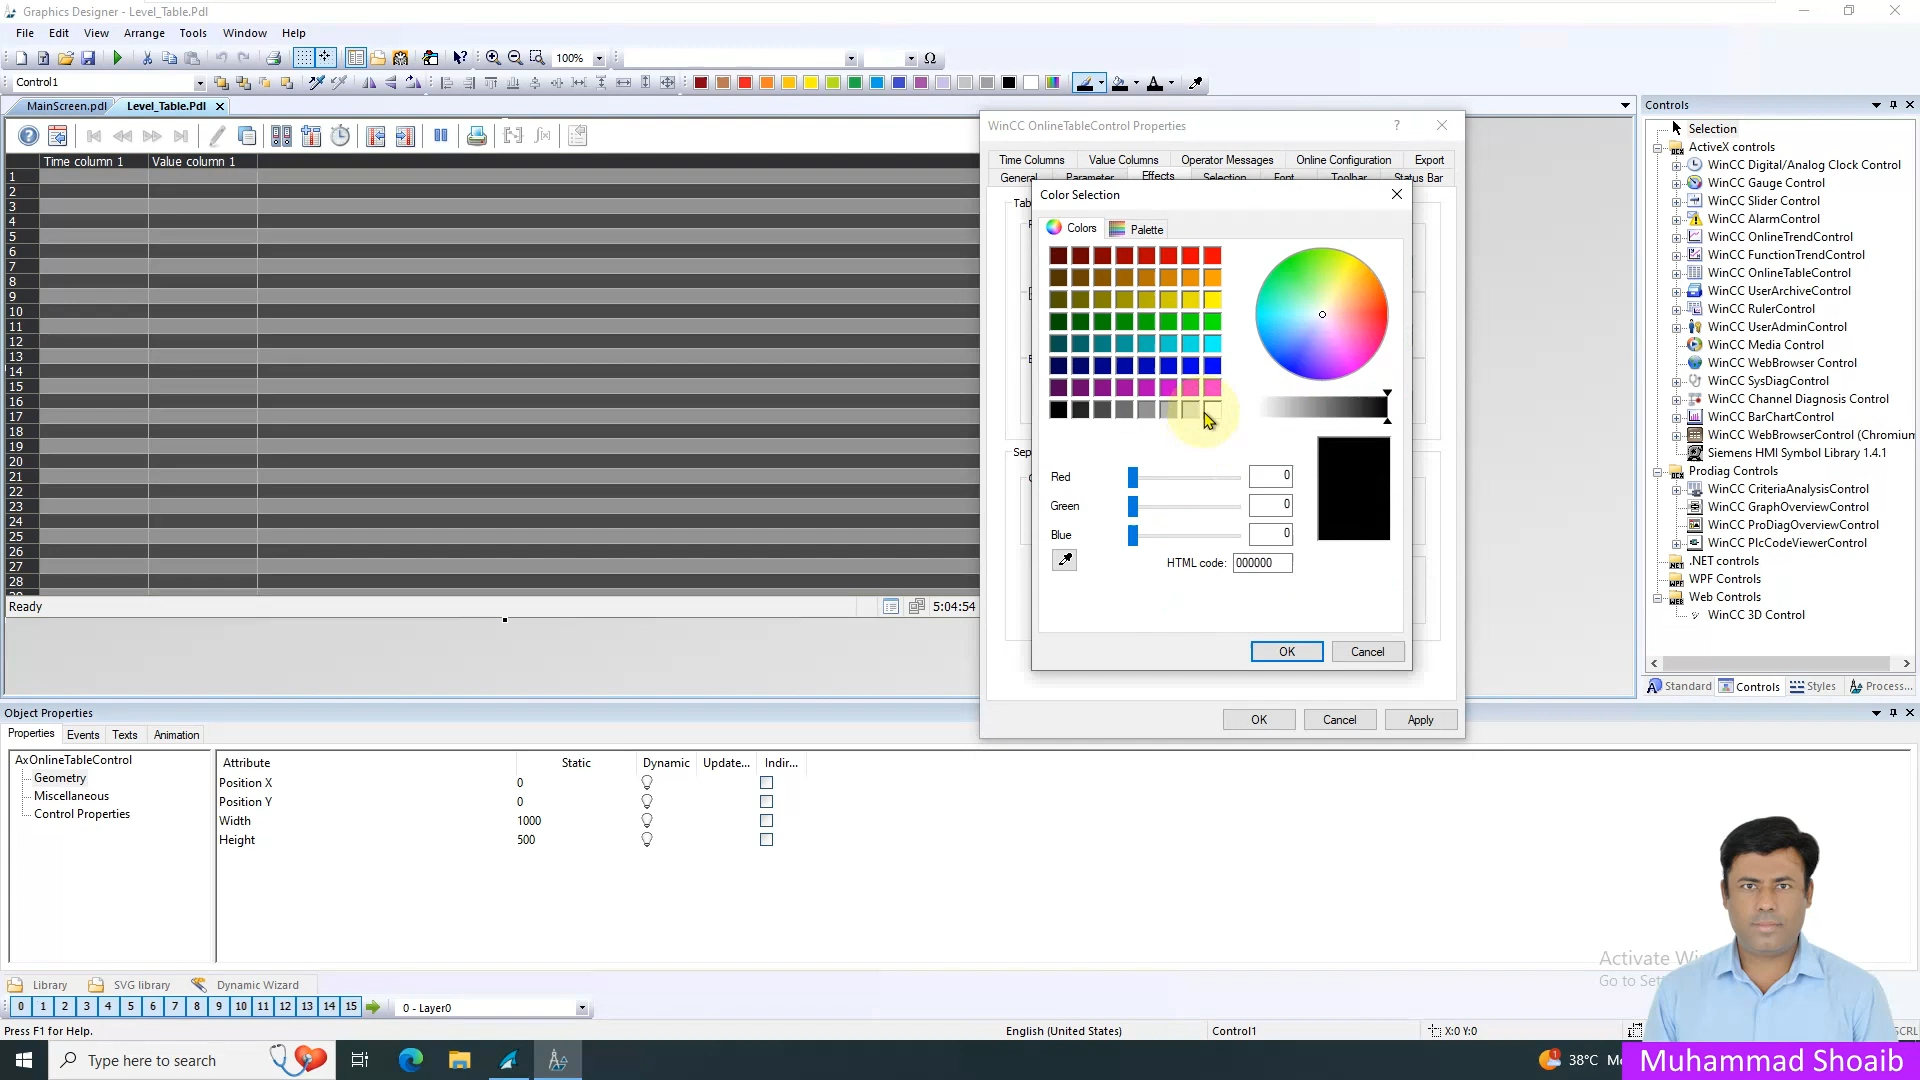 Graphics Designer - Level_Table.Pdl
File Edit View Arrange Tools Window Help
100%
Control1
MainScreen.pdl Level_Table.Pdl
Time column 1 Value column 1
1
2
3
4
5
6
7
8
9
10
11
12
13
14
15
16
17
18
19
20
21
22
23
24
25
26
27
28
Ready 5:04:54
WinCC OnlineTableControl Properties
Time Columns Value Columns Operator Messages Online Configuration Export
General Parameter Effects Selection Font Toolbar Status Bar
Color Selection
Colors Palette
Red 0
Green 0
Blue 0
HTML code: 000000
OK Cancel
OK Cancel Apply
Controls
Selection
ActiveX controls
WinCC Digital/Analog Clock Control
WinCC Gauge Control
WinCC Slider Control
WinCC AlarmControl
WinCC OnlineTrendControl
WinCC FunctionTrendControl
WinCC OnlineTableControl
WinCC UserArchiveControl
WinCC RulerControl
WinCC UserAdminControl
WinCC Media Control
WinCC WebBrowser Control
WinCC SysDiagControl
WinCC Channel Diagnosis Control
WinCC BarChartControl
WinCC WebBrowserControl (Chromium
Siemens HMI Symbol Library 1.4.1
Prodiag Controls
WinCC CriteriaAnalysisControl
WinCC GraphOverviewControl
WinCC ProDiagOverviewControl
WinCC PlcCodeViewerControl
.NET controls
WPF Controls
Web Controls
WinCC 3D Control
Standard Controls Styles Process...
Object Properties
Properties Events Texts Animation
AxOnlineTableControl
Geometry
Miscellaneous
Control Properties
Attribute Static Dynamic Update... Indir...
Position X 0
Position Y 0
Width 1000
Height 500
Library SVG library Dynamic Wizard
0 1 2 3 4 5 6 7 8 9 10 11 12 13 14 15 0 - Layer0
Press F1 for Help. English (United States) Control1 X:0 Y:0
Activate
Go to
Type here to search 38°C
Muhammad Shoaib